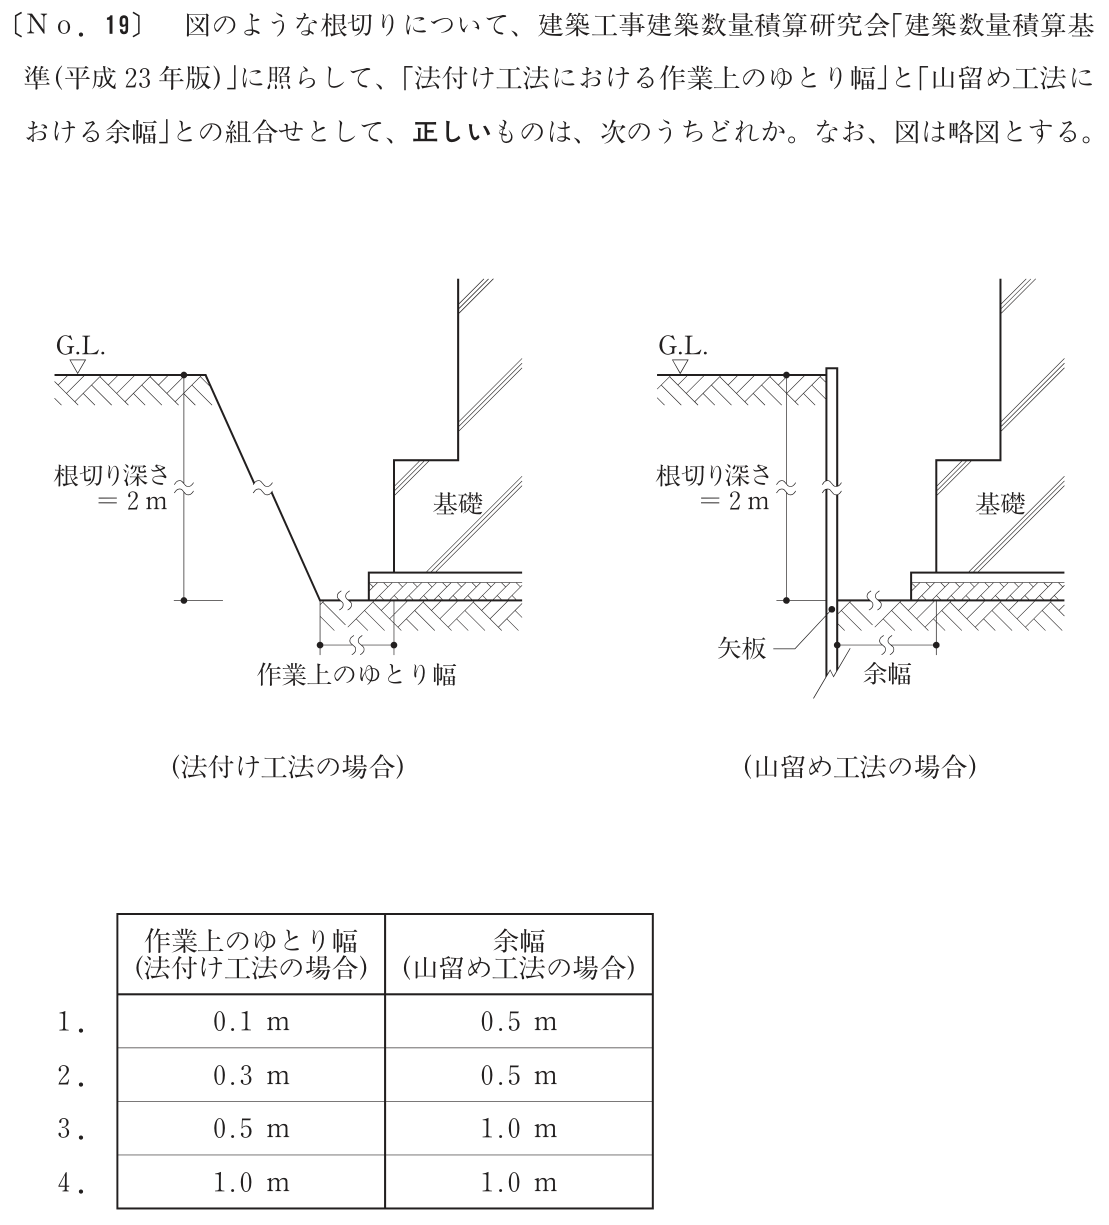 〔Ｎｏ．19〕　図のような根切りについて、建築工事建築数量積算研究会「建築数量積算基
準(平成 23 年版)」に照らして、「法付け工法における作業上のゆとり幅」と「山留め工法に
おける余幅」との組合せとして、正しいものは、次のうちどれか。なお、図は略図とする。
G.L.
根切り深さ
＝ 2 m
基礎
作業上のゆとり幅
(法付け工法の場合)
G.L.
根切り深さ
＝ 2 m
基礎
矢板
余幅
(山留め工法の場合)
作業上のゆとり幅
(法付け工法の場合)
余幅
(山留め工法の場合)
1． 0.1 m 0.5 m
2． 0.3 m 0.5 m
3． 0.5 m 1.0 m
4． 1.0 m 1.0 m